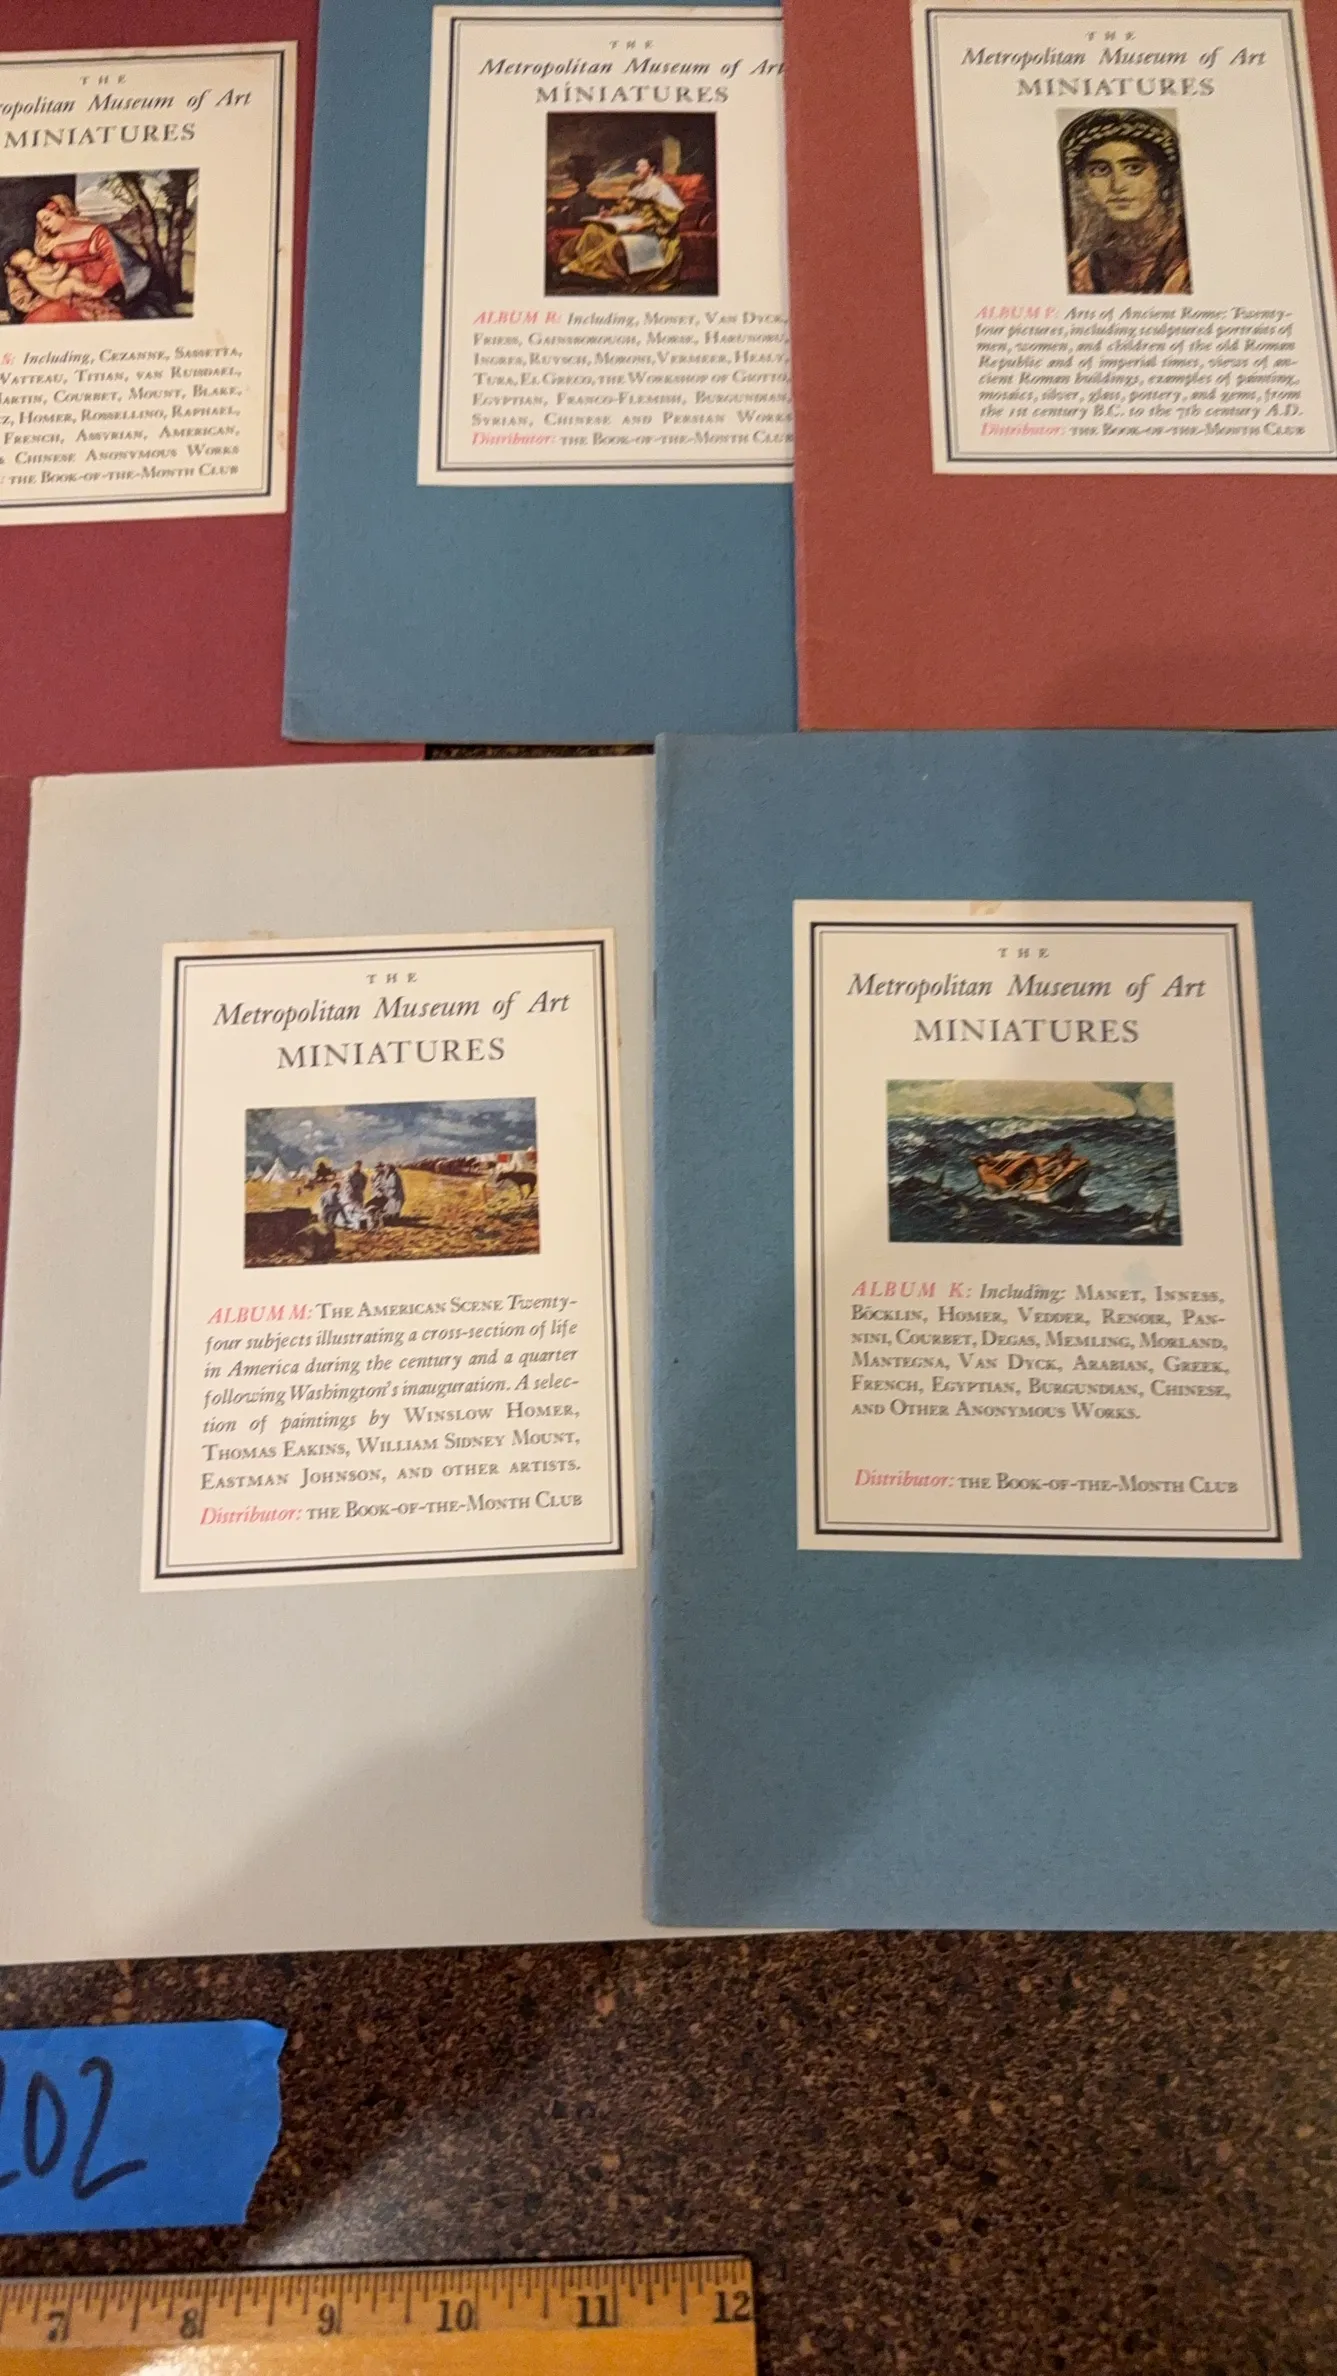 THE
Metropolitan Museum of Art
MINIATURES
S: Including, CEZANNE, SASSETTA,
WATTEAU, TITIAN, VAN RUISDAEL,
MARTIN, COURBET, MOUNT, BLAKE,
HOMER, ROSSELLINO, RAPHAEL,
FRENCH, ASSYRIAN, AMERICAN,
CHINESE ANONYMOUS WORKS
THE BOOK-OF-THE-MONTH CLUB
THE
Metropolitan Museum of Art
MINIATURES
ALBUM R: Including, MONET, VAN DYCK,
FRIESS, GAINSBOROUGH, MORSE, HARUNOBU,
INGRES, RUYSCH, MORONI, VERMEER, HEALY,
TURA, EL GRECO, THE WORKSHOP OF GIOTTO,
EGYPTIAN, FRANCO-FLEMISH, BURGUNDIAN,
SYRIAN, CHINESE AND PERSIAN WORKS
Distributor: THE BOOK-OF-THE-MONTH CLUB
THE
Metropolitan Museum of Art
MINIATURES
ALBUM P: Arts of Ancient Rome: Twenty-
four pictures, including sculptured portraits of
men, women, and children of the old Roman
Republic and of imperial times, views of an-
cient Roman buildings, examples of painting,
mosaics, silver, glass, pottery, and gems, from
the 1st century B.C. to the 7th century A.D.
Distributor: THE BOOK-OF-THE-MONTH CLUB
THE
Metropolitan Museum of Art
MINIATURES
ALBUM M: THE AMERICAN SCENE Twenty-
four subjects illustrating a cross-section of life
in America during the century and a quarter
following Washington's inauguration. A selec-
tion of paintings by WINSLOW HOMER,
THOMAS EAKINS, WILLIAM SIDNEY MOUNT,
EASTMAN JOHNSON, AND OTHER ARTISTS.
Distributor: THE BOOK-OF-THE-MONTH CLUB
THE
Metropolitan Museum of Art
MINIATURES
ALBUM K: Including: MANET, INNESS,
BÖCKLIN, HOMER, VEDDER, RENOIR, PAN-
NINI, COURBET, DEGAS, MEMLING, MORLAND,
MANTEGNA, VAN DYCK, ARABIAN, GREEK,
FRENCH, EGYPTIAN, BURGUNDIAN, CHINESE,
AND OTHER ANONYMOUS WORKS.
Distributor: THE BOOK-OF-THE-MONTH CLUB
202
7 8 9 10 11 12